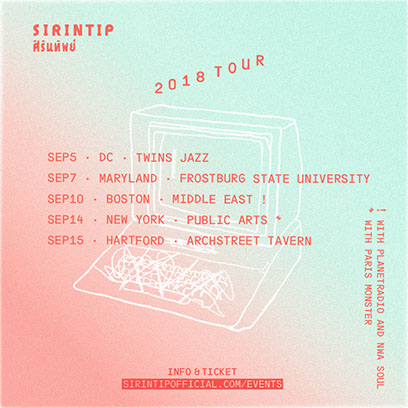 SIRINTIP
ศิรินทิพย์
2018 TOUR
SEP5 · DC · TWINS JAZZ
SEP7 · MARYLAND · FROSTBURG STATE UNIVERSITY
SEP10 · BOSTON · MIDDLE EAST !
SEP14 · NEW YORK · PUBLIC ARTS *
SEP15 · HARTFORD · ARCHSTREET TAVERN
! WITH PLANETRADIO AND NWA SOUL
* WITH PARIS MONSTER
INFO & TICKET
SIRINTIPOFFICIAL.COM/EVENTS